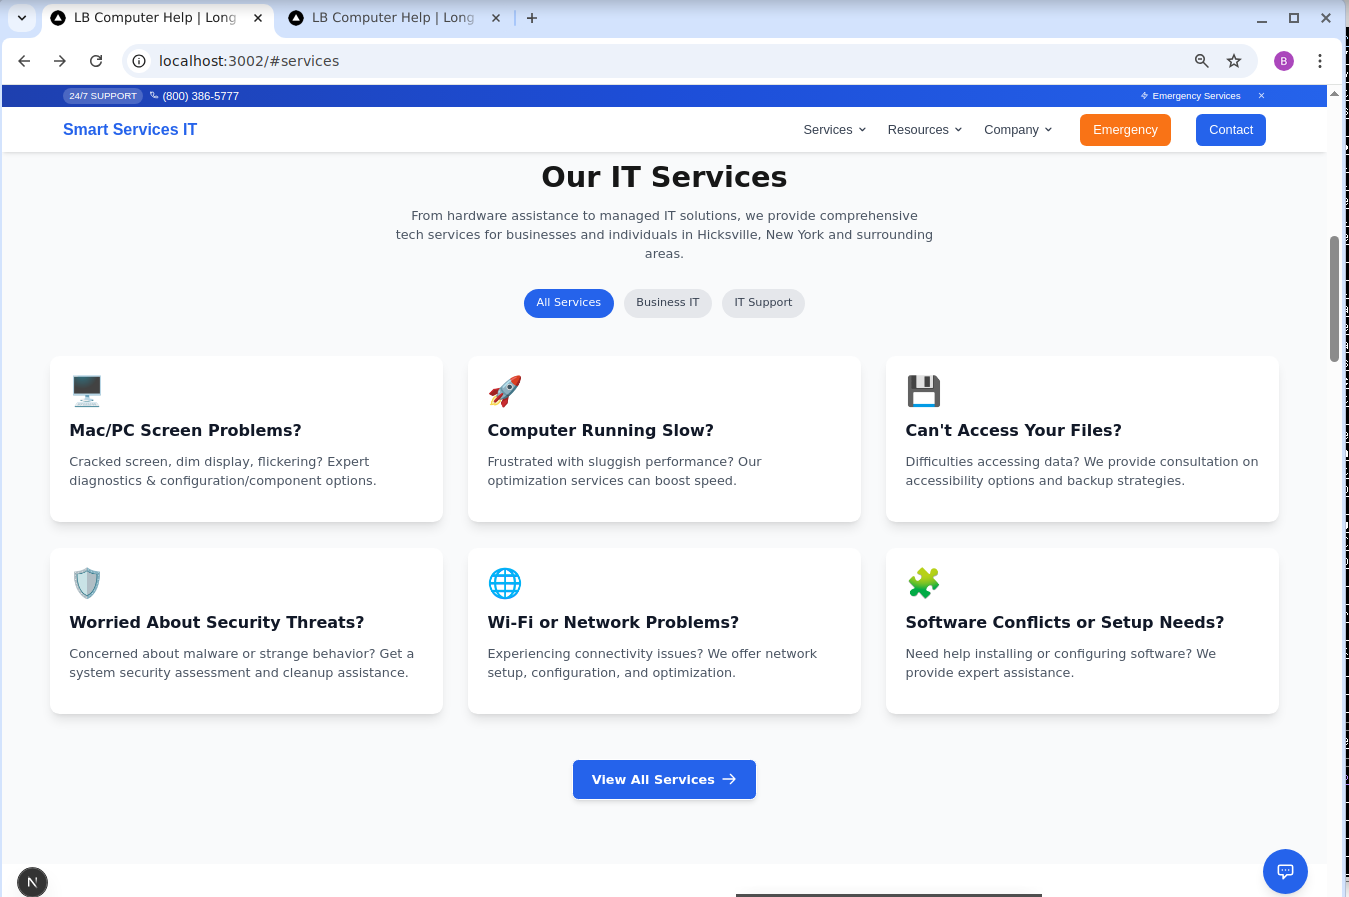 LB Computer Help | Long
LB Computer Help | Long
localhost:3002/#services
B
24/7 SUPPORT
(800) 386-5777
Emergency Services
Smart Services IT
Services
Resources
Company
Emergency
Contact
Our IT Services
From hardware assistance to managed IT solutions, we provide comprehensive
tech services for businesses and individuals in Hicksville, New York and surrounding
areas.
All Services
Business IT
IT Support
Mac/PC Screen Problems?
Cracked screen, dim display, flickering? Expert
diagnostics & configuration/component options.
Computer Running Slow?
Frustrated with sluggish performance? Our
optimization services can boost speed.
Can't Access Your Files?
Difficulties accessing data? We provide consultation on
accessibility options and backup strategies.
Worried About Security Threats?
Concerned about malware or strange behavior? Get a
system security assessment and cleanup assistance.
Wi-Fi or Network Problems?
Experiencing connectivity issues? We offer network
setup, configuration, and optimization.
Software Conflicts or Setup Needs?
Need help installing or configuring software? We
provide expert assistance.
View All Services
N